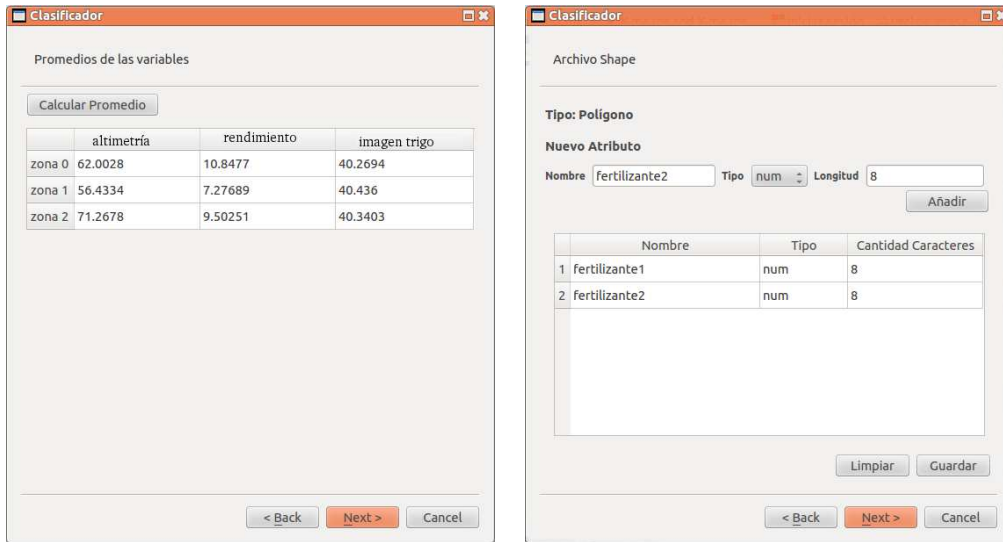 Clasificador
Promedios de las variables
Calcular Promedio
altimetría rendimiento imagen trigo
zona 0 62.0028 10.8477 40.2694
zona 1 56.4334 7.27689 40.436
zona 2 71.2678 9.50251 40.3403
< Back Next > Cancel
Clasificador
Archivo Shape
Tipo: Polígono
Nuevo Atributo
Nombre fertilizante2 Tipo num Longitud 8
Añadir
Nombre Tipo Cantidad Caracteres
1 fertilizante1 num 8
2 fertilizante2 num 8
Limpiar Guardar
< Back Next > Cancel